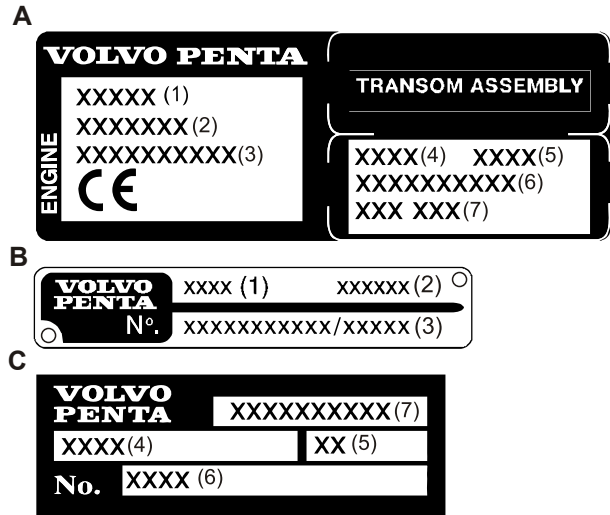 A
VOLVO PENTA
TRANSOM ASSEMBLY
ENGINE
XXXXX (1)
XXXXXXX (2)
XXXXXXXXXX(3)
CE
XXXX(4) XXXX(5)
XXXXXXXXXX(6)
XXX XXX(7)
B
VOLVO PENTA
xxxx (1) xxxxxx (2)
Nº. xxxxxxxxxxx/xxxxx (3)
C
VOLVO
PENTA
XXXXXXXXXX(7)
XXXX(4) XX (5)
No. XXXX (6)